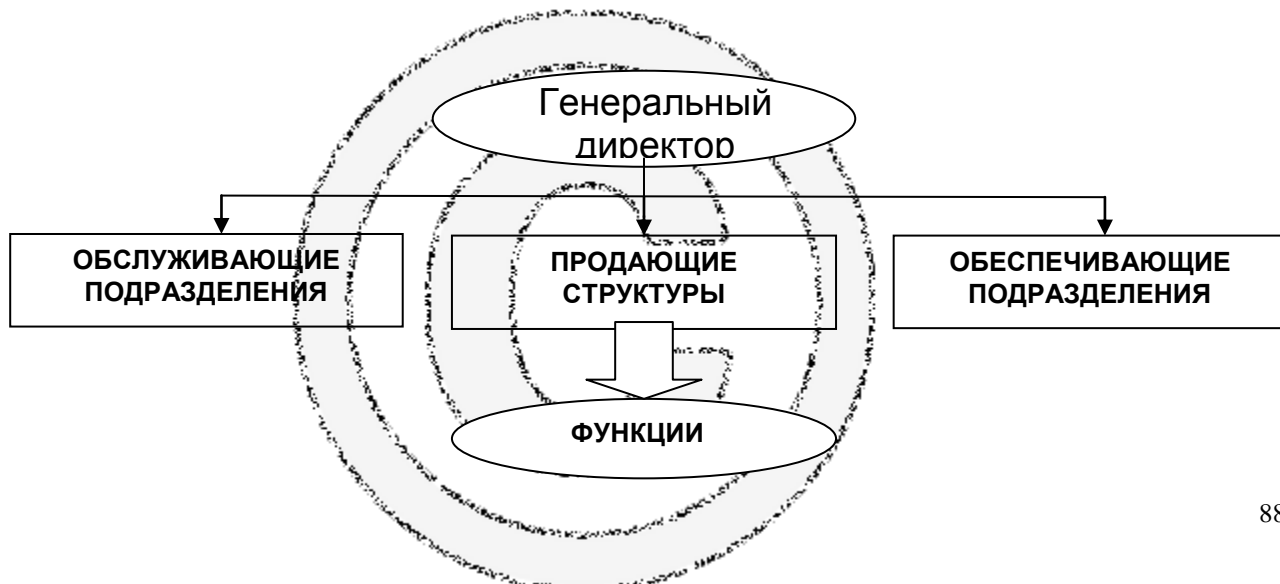 Генеральный
директор
ОБСЛУЖИВАЮЩИЕ
ПОДРАЗДЕЛЕНИЯ
ПРОДАЮЩИЕ
СТРУКТУРЫ
ОБЕСПЕЧИВАЮЩИЕ
ПОДРАЗДЕЛЕНИЯ
ФУНКЦИИ
88